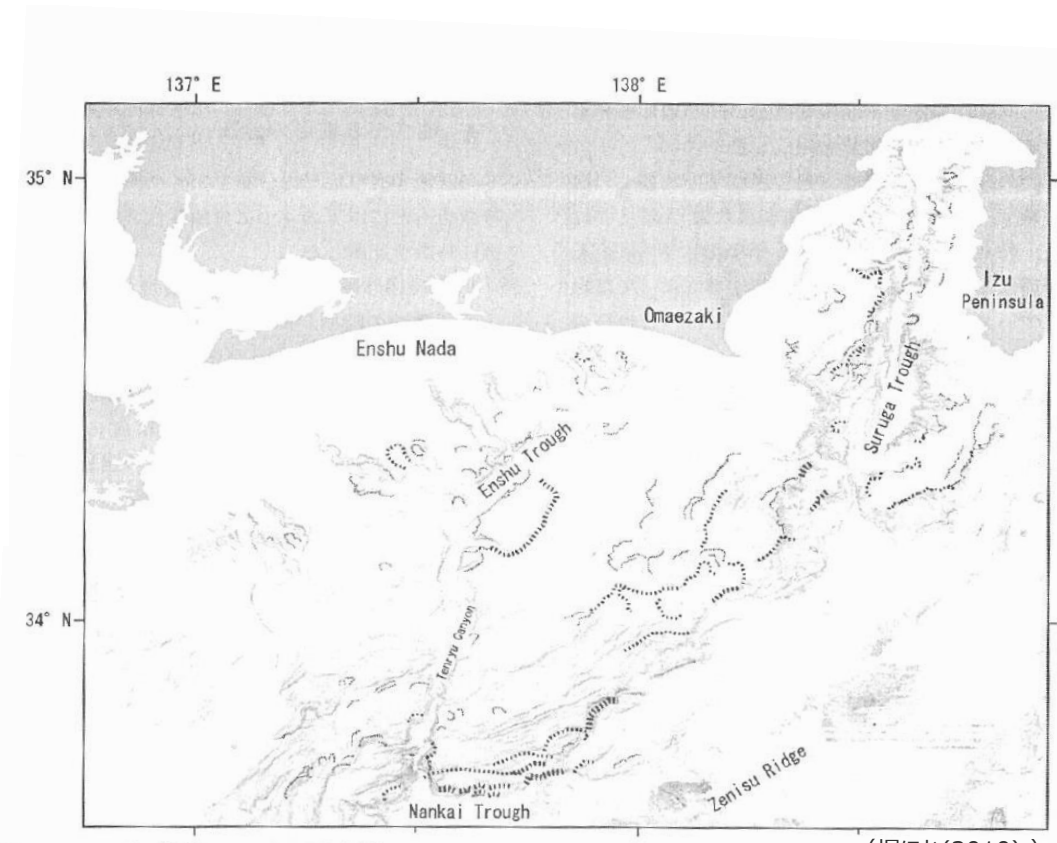 137° E
138° E
35° N
Izu
Peninsula
Omaezaki
Enshu Nada
Suruga Trough
Enshu Trough
34° N
Tenryu Canyon
Zenisu Ridge
Nankai Trough